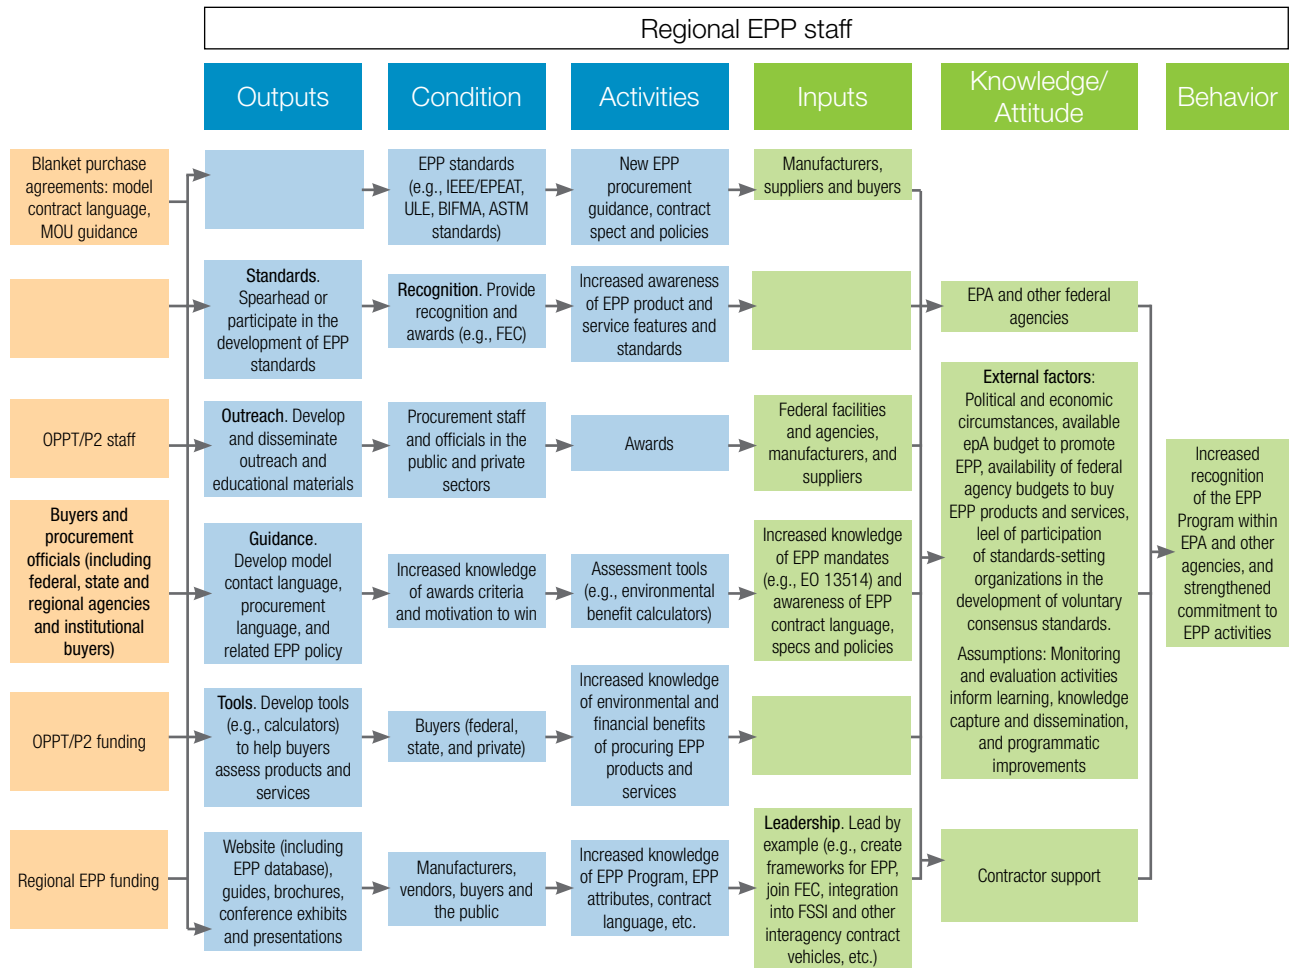 Regional EPP staff
Outputs
Condition
Activities
Inputs
Knowledge/
Attitude
Behavior
Blanket purchase
agreements: model
contract language,
MOU guidance
EPP standards
(e.g., IEEE/EPEAT,
ULE, BIFMA, ASTM
standards)
New EPP
procurement
guidance, contract
spect and policies
Manufacturers,
suppliers and buyers
Standards.
Spearhead or
participate in the
development of EPP
standards
Recognition. Provide
recognition and
awards (e.g., FEC)
Increased awareness
of EPP product and
service features and
standards
EPA and other federal
agencies
OPPT/P2 staff
Outreach. Develop
and disseminate
outreach and
educational materials
Procurement staff
and officials in the
public and private
sectors
Awards
Federal facilities
and agencies,
manufacturers, and
suppliers
External factors:
Political and economic
circumstances, available
epA budget to promote
EPP, availability of federal
agency budgets to buy
EPP products and services,
leel of participation
of standards-setting
organizations in the
development of voluntary
consensus standards.
Assumptions: Monitoring
and evaluation activities
inform learning, knowledge
capture and dissemination,
and programmatic
improvements
Increased
recognition
of the EPP
Program within
EPA and other
agencies, and
strengthened
commitment to
EPP activities
Buyers and
procurement
officials (including
federal, state and
regional agencies
and institutional
buyers)
Guidance.
Develop model
contact language,
procurement
language, and
related EPP policy
Increased knowledge
of awards criteria
and motivation to win
Assessment tools
(e.g., environmental
benefit calculators)
Increased knowledge
of EPP mandates
(e.g., EO 13514) and
awareness of EPP
contract language,
specs and policies
OPPT/P2 funding
Tools. Develop tools
(e.g., calculators)
to help buyers
assess products and
services
Buyers (federal,
state, and private)
Increased knowledge
of environmental and
financial benefits
of procuring EPP
products and
services
Regional EPP funding
Website (including
EPP database),
guides, brochures,
conference exhibits
and presentations
Manufacturers,
vendors, buyers and
the public
Increased knowledge
of EPP Program, EPP
attributes, contract
language, etc.
Leadership. Lead by
example (e.g., create
frameworks for EPP,
join FEC, integration
into FSSI and other
interagency contract
vehicles, etc.)
Contractor support